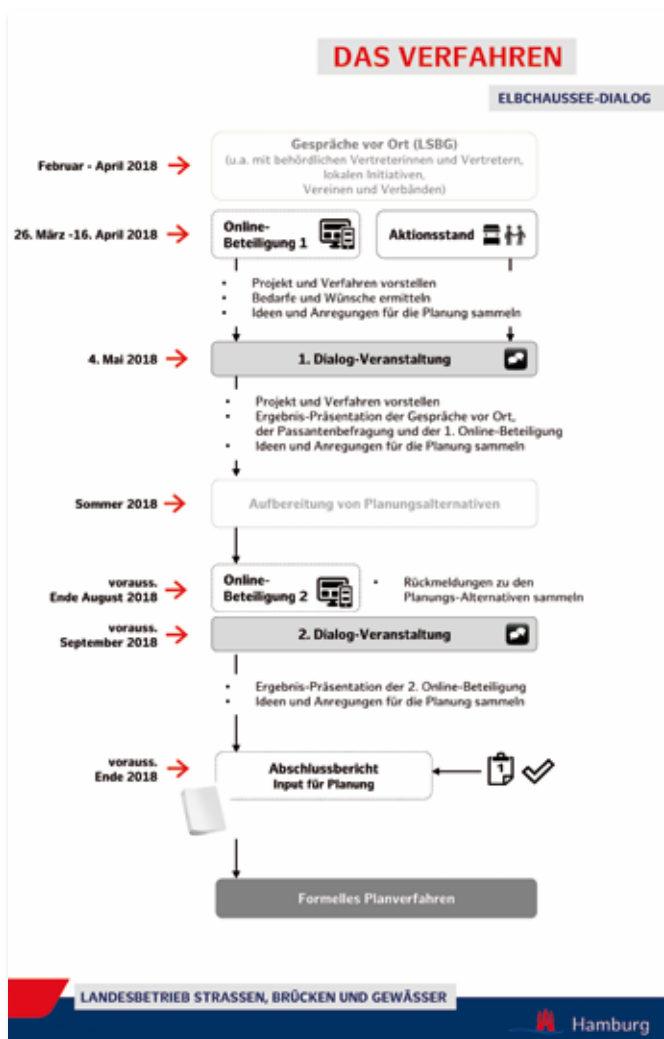 DAS VERFAHREN
ELBCHAUSSEE-DIALOG
Februar - April 2018
Gespräche vor Ort (LSBG)
(u.a. mit behördlichen Vertreterinnen und Vertretern,
lokalen Initiativen,
Vereinen und Verbänden)
26. März -16. April 2018
Online-
Beteiligung 1
Aktionsstand
• Projekt und Verfahren vorstellen
• Bedarfe und Wünsche ermitteln
• Ideen und Anregungen für die Planung sammeln
4. Mai 2018
1. Dialog-Veranstaltung
• Projekt und Verfahren vorstellen
• Ergebnis-Präsentation der Gespräche vor Ort,
der Passantenbefragung und der 1. Online-Beteiligung
• Ideen und Anregungen für die Planung sammeln
Sommer 2018
Aufbereitung von Planungsalternativen
vorauss.
Ende August 2018
Online-
Beteiligung 2
• Rückmeldungen zu den
Planungs-Alternativen sammeln
vorauss.
September 2018
2. Dialog-Veranstaltung
• Ergebnis-Präsentation der 2. Online-Beteiligung
• Ideen und Anregungen für die Planung sammeln
vorauss.
Ende 2018
Abschlussbericht
Input für Planung
1
Formelles Planverfahren
LANDESBETRIEB STRASSEN, BRÜCKEN UND GEWÄSSER
Hamburg